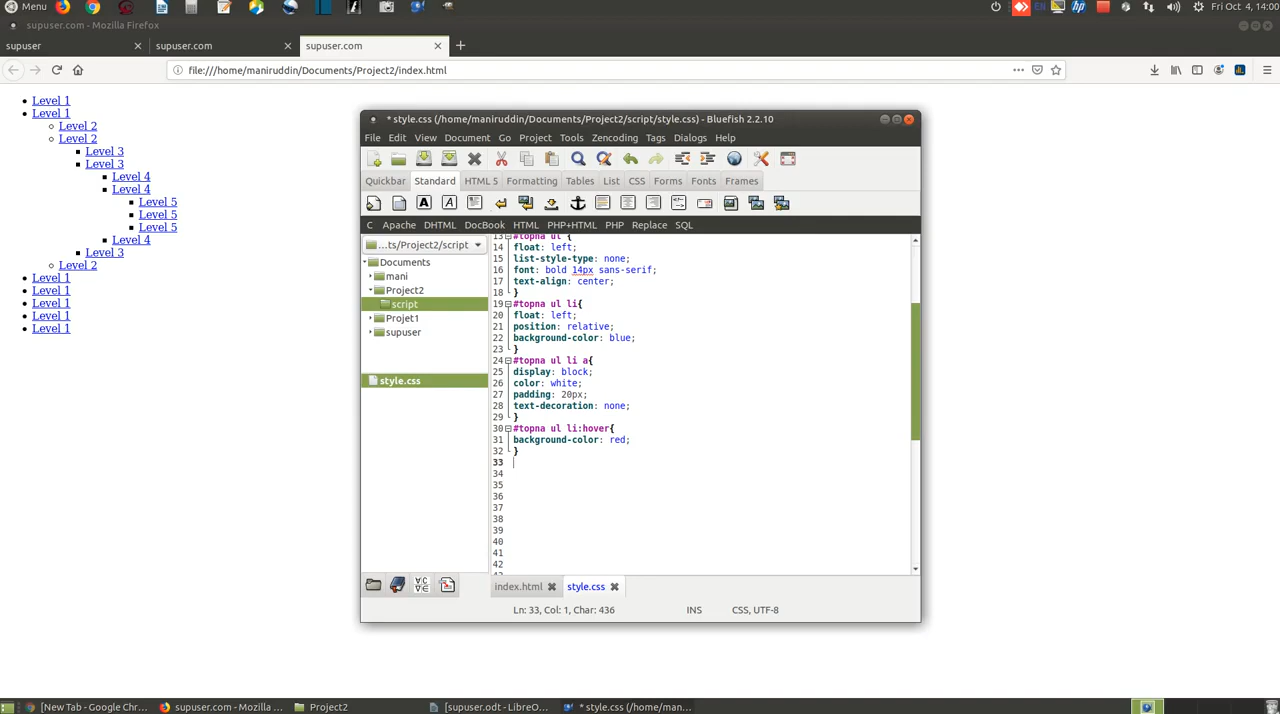 Menu
EN
Fri Oct 4, 14:00
supuser.com - Mozilla Firefox
supuser
supuser.com
supuser.com
file:///home/maniruddin/Documents/Project2/index.html
Level 1
Level 1
Level 2
Level 2
Level 3
Level 3
Level 4
Level 4
Level 5
Level 5
Level 5
Level 4
Level 3
Level 2
Level 1
Level 1
Level 1
Level 1
Level 1
* style.css (/home/maniruddin/Documents/Project2/script/style.css) - Bluefish 2.2.10
File Edit View Document Go Project Tools Zencoding Tags Dialogs Help
Quickbar Standard HTML 5 Formatting Tables List CSS Forms Fonts Frames
C Apache DHTML DocBook HTML PHP+HTML PHP Replace SQL
...ts/Project2/script
Documents
mani
Project2
script
Projet1
supuser
style.css
13 #topna ul {
14 float: left;
15 list-style-type: none;
16 font: bold 14px sans-serif;
17 text-align: center;
18 }
19 #topna ul li{
20 float: left;
21 position: relative;
22 background-color: blue;
23 }
24 #topna ul li a{
25 display: block;
26 color: white;
27 padding: 20px;
28 text-decoration: none;
29 }
30 #topna ul li:hover{
31 background-color: red;
32 }
33
34
35
36
37
38
39
40
41
42
index.html style.css
Ln: 33, Col: 1, Char: 436 INS CSS, UTF-8
[New Tab - Google Chr... supuser.com - Mozilla ... Project2 [supuser.odt - LibreO... * style.css (/home/man...